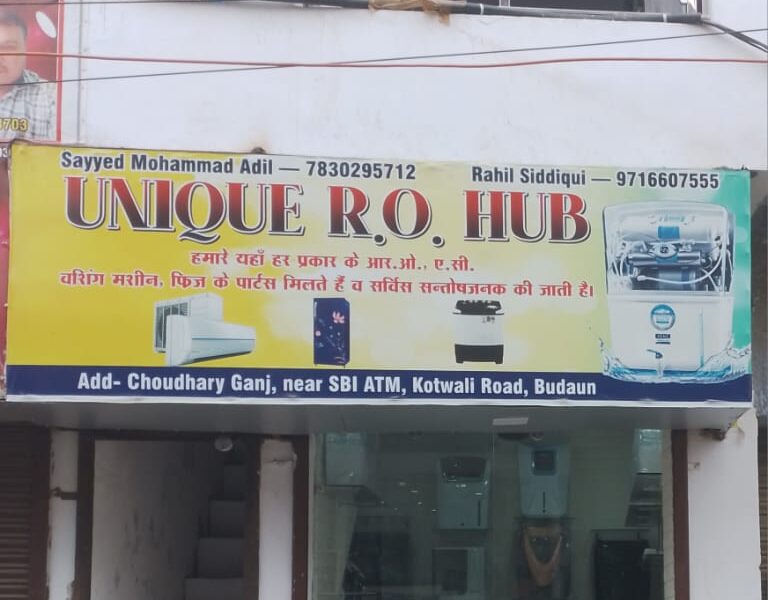 Sayyed Mohammad Adil — 7830295712 Rahil Siddiqui — 9716607555
UNIQUE R.O. HUB
हमारे यहाँ हर प्रकार के आर.ओ., ए.सी.
वशिंग मशीन, फ्रिज के पार्टस मिलते हैं व सर्विस सन्तोषजनक की जाती है।
Add- Choudhary Ganj, near SBI ATM, Kotwali Road, Budaun